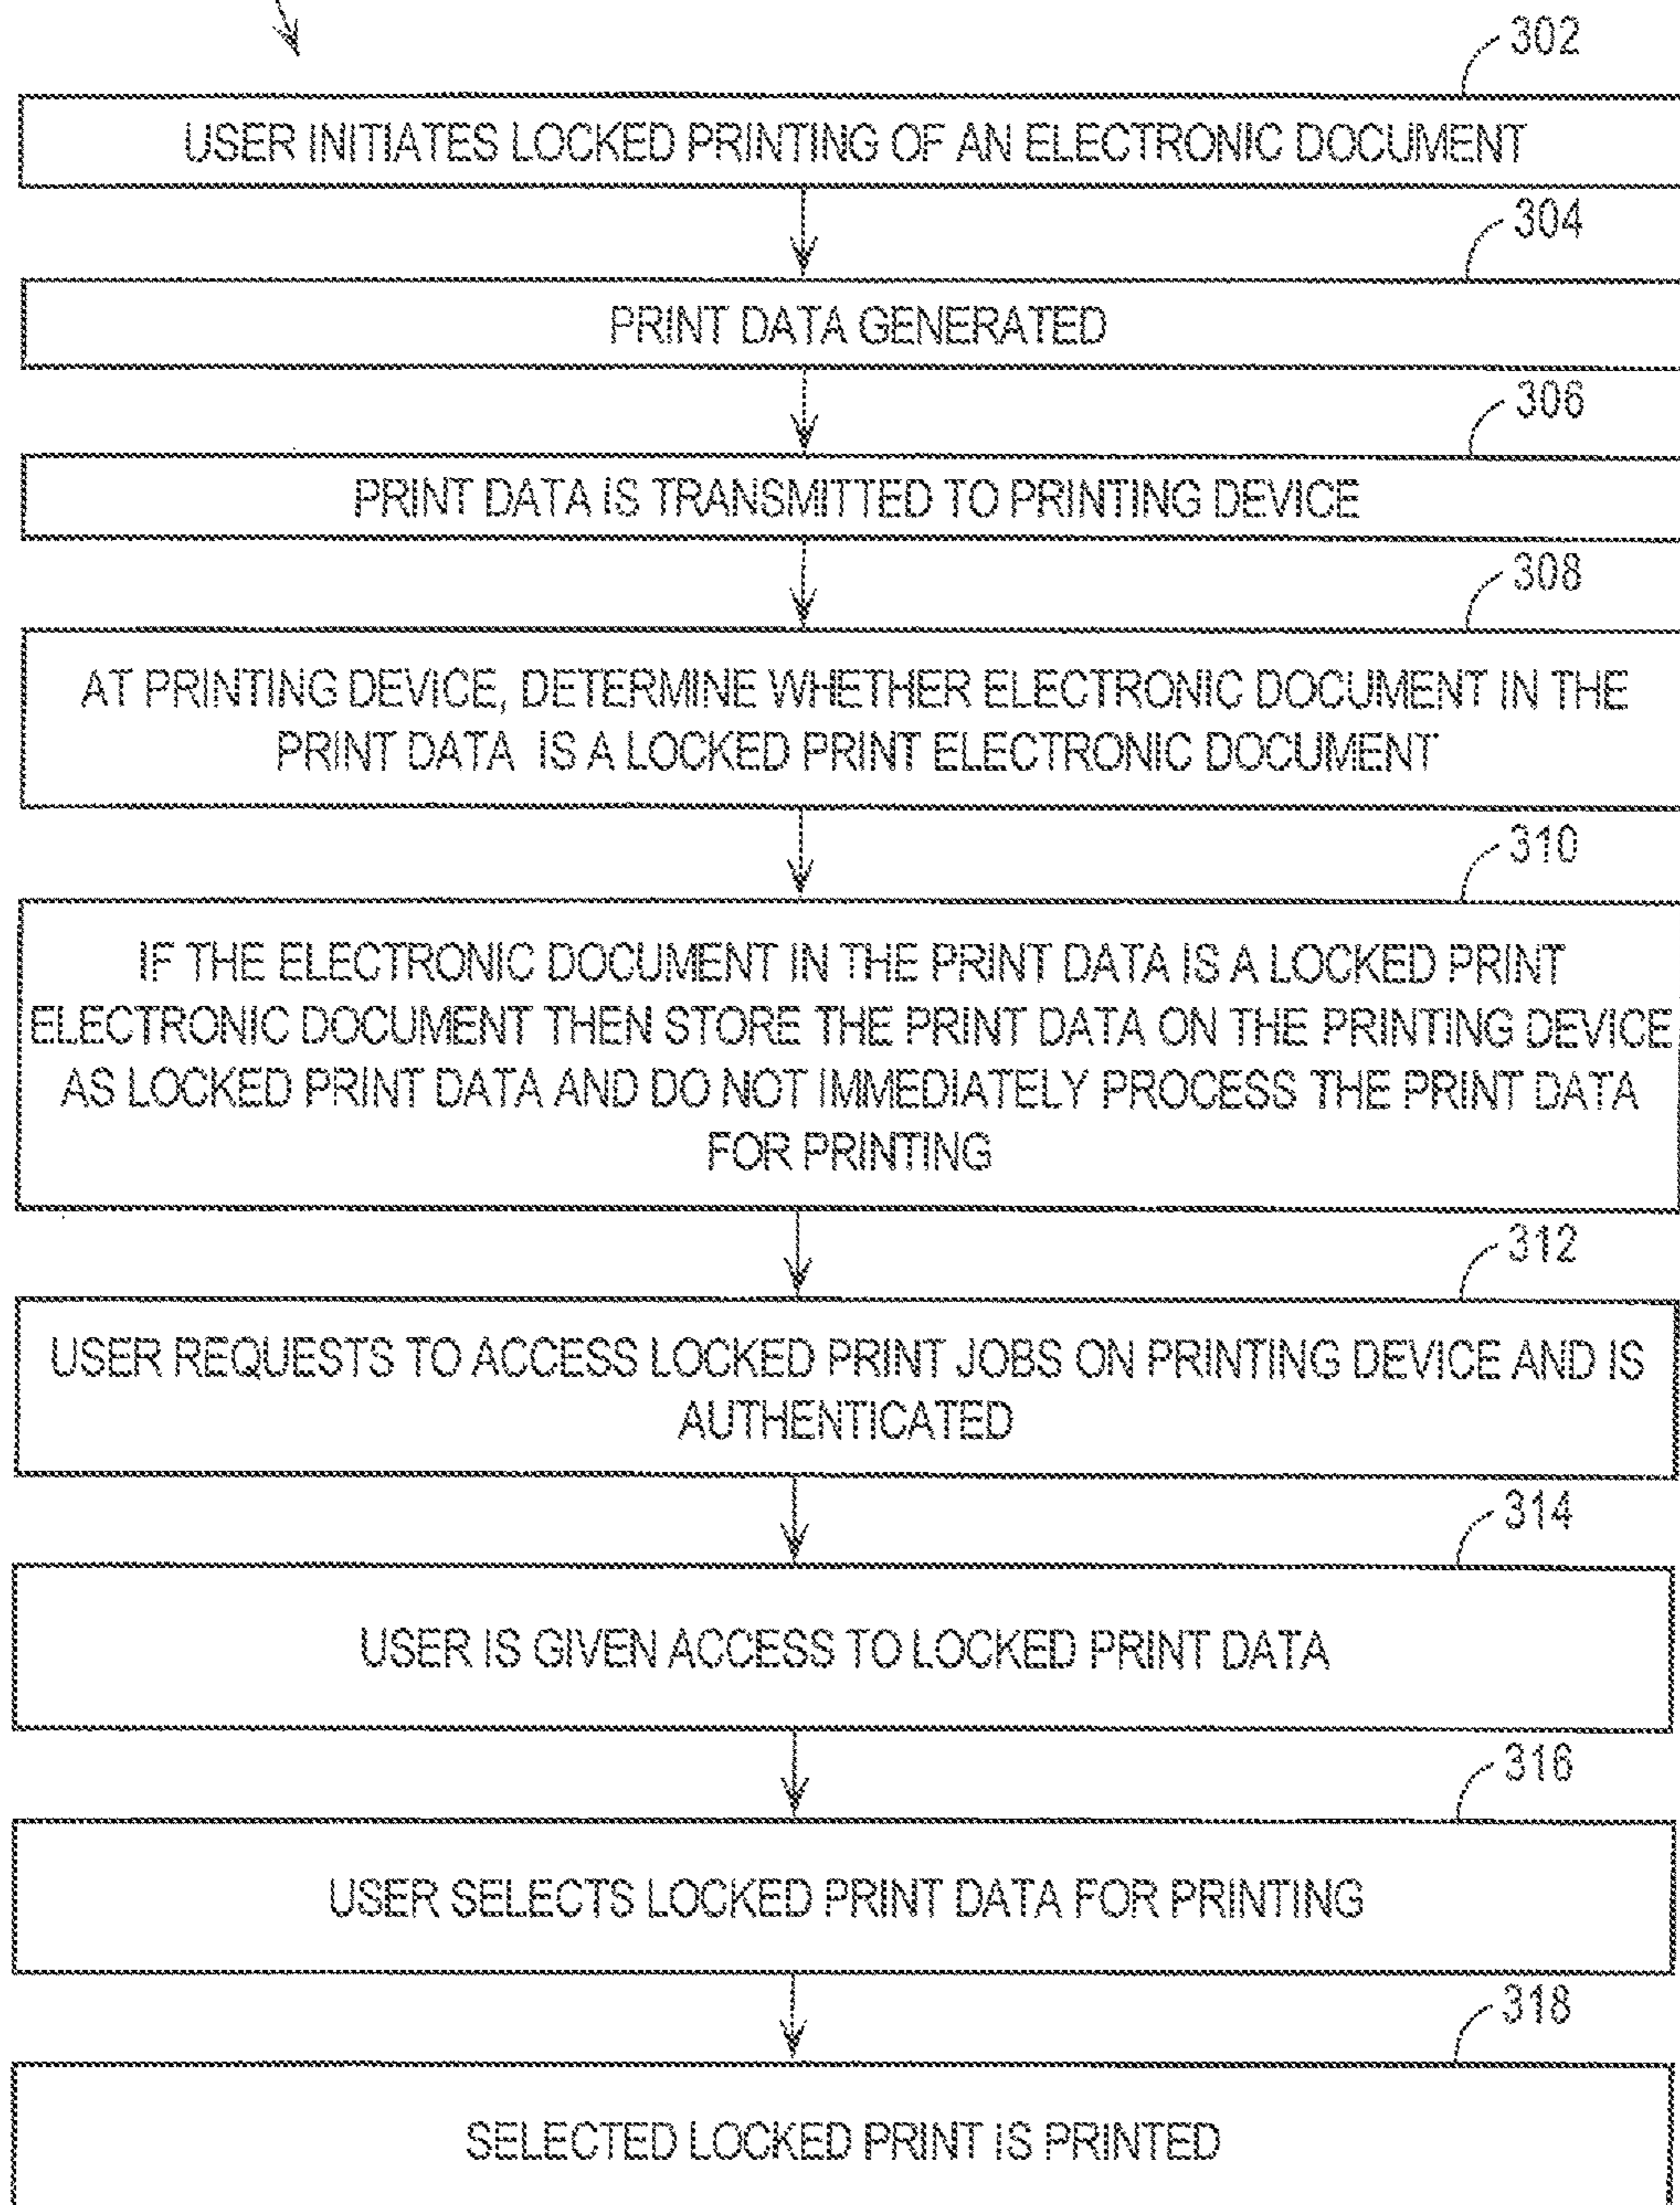 302
USER INITIATES LOCKED PRINTING OF AN ELECTRONIC DOCUMENT
304
PRINT DATA GENERATED
306
PRINT DATA IS TRANSMITTED TO PRINTING DEVICE
308
AT PRINTING DEVICE, DETERMINE WHETHER ELECTRONIC DOCUMENT IN THE
PRINT DATA IS A LOCKED PRINT ELECTRONIC DOCUMENT
310
IF THE ELECTRONIC DOCUMENT IN THE PRINT DATA IS A LOCKED PRINT
ELECTRONIC DOCUMENT THEN STORE THE PRINT DATA ON THE PRINTING DEVICE
AS LOCKED PRINT DATA AND DO NOT IMMEDIATELY PROCESS THE PRINT DATA
FOR PRINTING
312
USER REQUESTS TO ACCESS LOCKED PRINT JOBS ON PRINTING DEVICE AND IS
AUTHENTICATED
314
USER IS GIVEN ACCESS TO LOCKED PRINT DATA
316
USER SELECTS LOCKED PRINT DATA FOR PRINTING
318
SELECTED LOCKED PRINT IS PRINTED